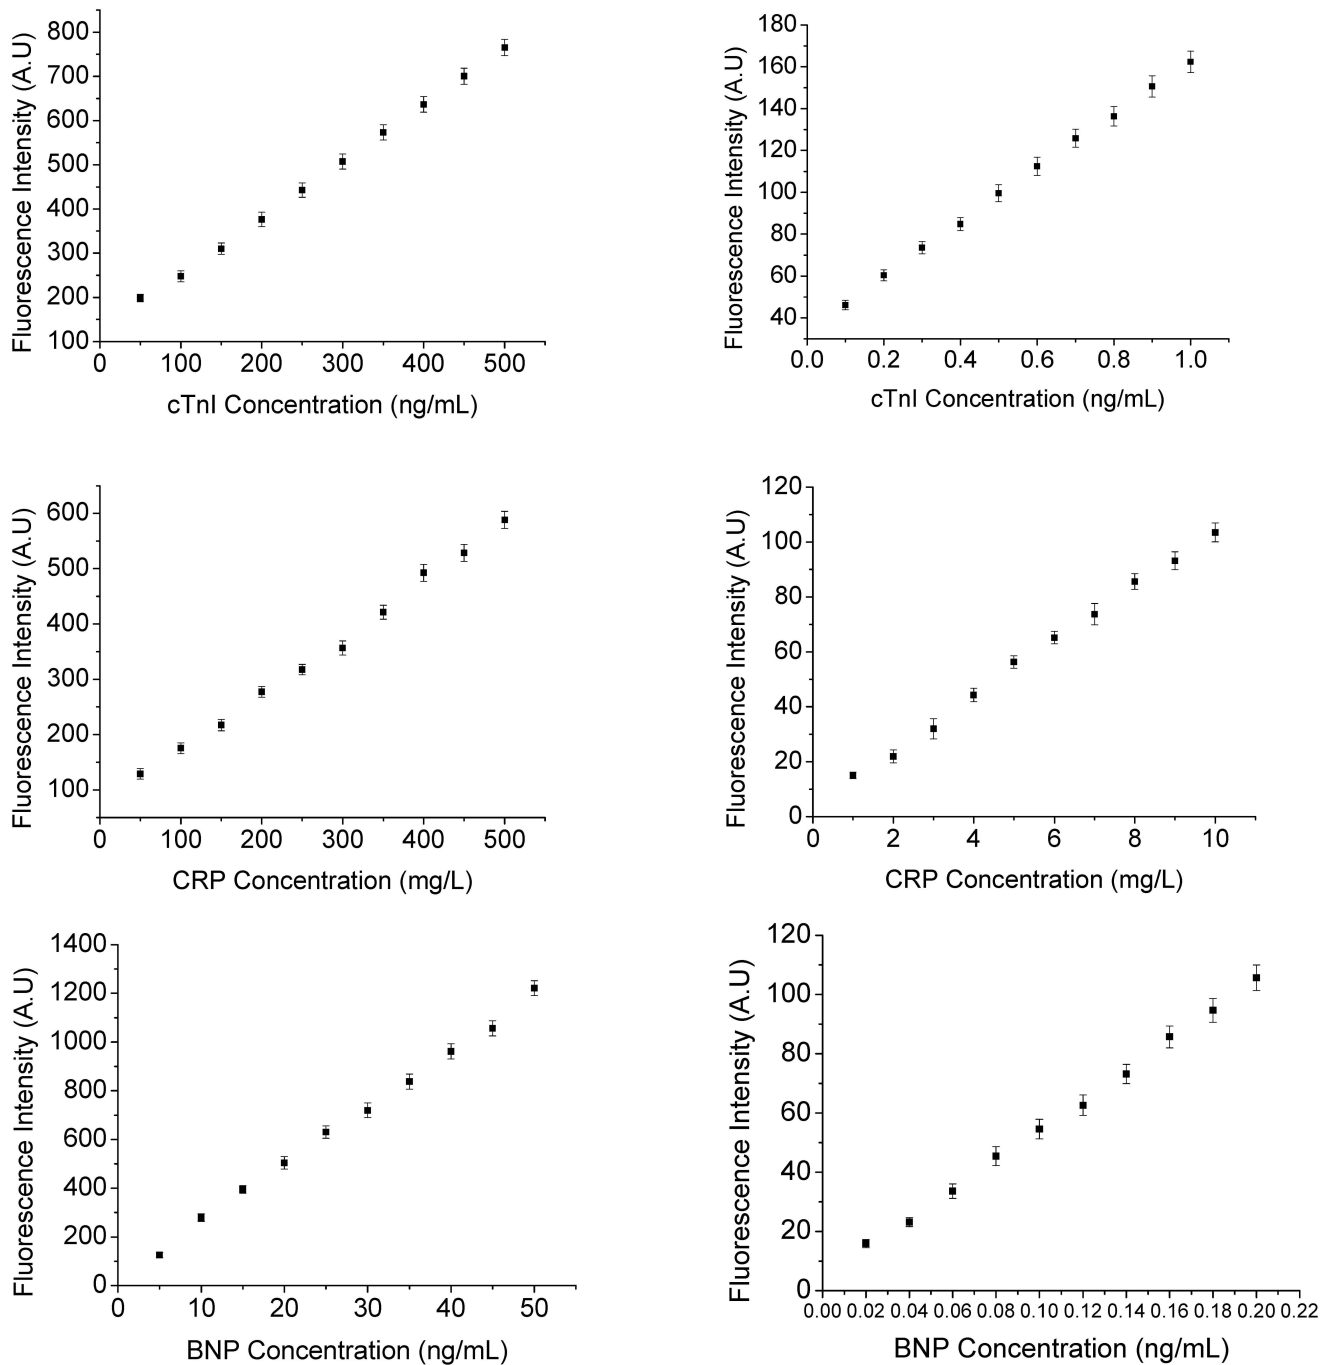 Fluorescence Intensity (A.U)
800
700
600
500
400
300
200
100
0 100 200 300 400 500
cTnI Concentration (ng/mL)
Fluorescence Intensity (A.U)
180
160
140
120
100
80
60
40
0.0 0.2 0.4 0.6 0.8 1.0
cTnI Concentration (ng/mL)
Fluorescence Intensity (A.U)
600
500
400
300
200
100
0 100 200 300 400 500
CRP Concentration (mg/L)
Fluorescence Intensity (A.U)
120
100
80
60
40
20
0
0 2 4 6 8 10
CRP Concentration (mg/L)
Fluorescence Intensity (A.U)
1400
1200
1000
800
600
400
200
0
0 10 20 30 40 50
BNP Concentration (ng/mL)
Fluorescence Intensity (A.U)
120
100
80
60
40
20
0
0.00 0.02 0.04 0.06 0.08 0.10 0.12 0.14 0.16 0.18 0.20 0.22
BNP Concentration (ng/mL)